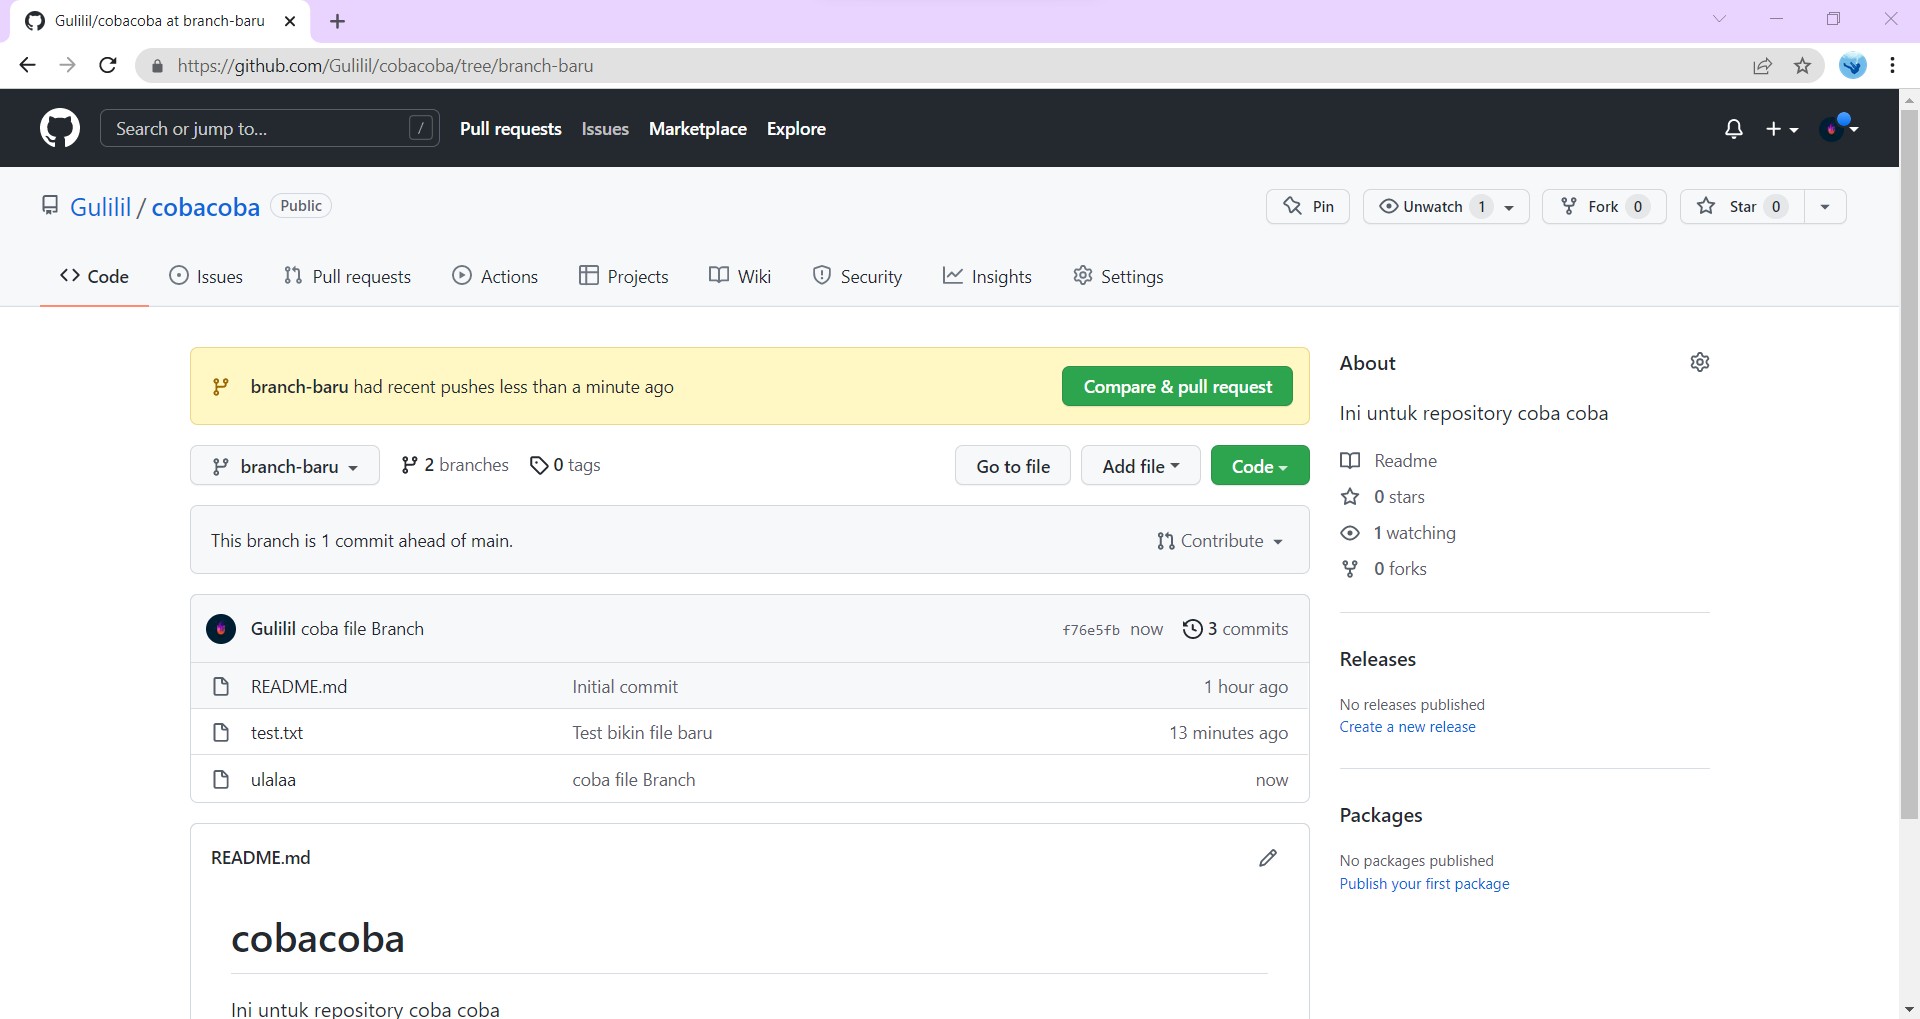 Gulilil/cobacoba at branch-baru
https://github.com/Gulilil/cobacoba/tree/branch-baru
Search or jump to... /
Pull requests Issues Marketplace Explore
Gulilil / cobacoba Public
Pin Unwatch 1 Fork 0 Star 0
Code Issues Pull requests Actions Projects Wiki Security Insights Settings
branch-baru had recent pushes less than a minute ago
Compare & pull request
branch-baru 2 branches 0 tags
Go to file Add file Code
This branch is 1 commit ahead of main.
Contribute
Gulilil coba file Branch f76e5fb now 3 commits
README.md Initial commit 1 hour ago
test.txt Test bikin file baru 13 minutes ago
ulalaa coba file Branch now
README.md
cobacoba
Ini untuk repository coba coba
About
Ini untuk repository coba coba
Readme
0 stars
1 watching
0 forks
Releases
No releases published
Create a new release
Packages
No packages published
Publish your first package